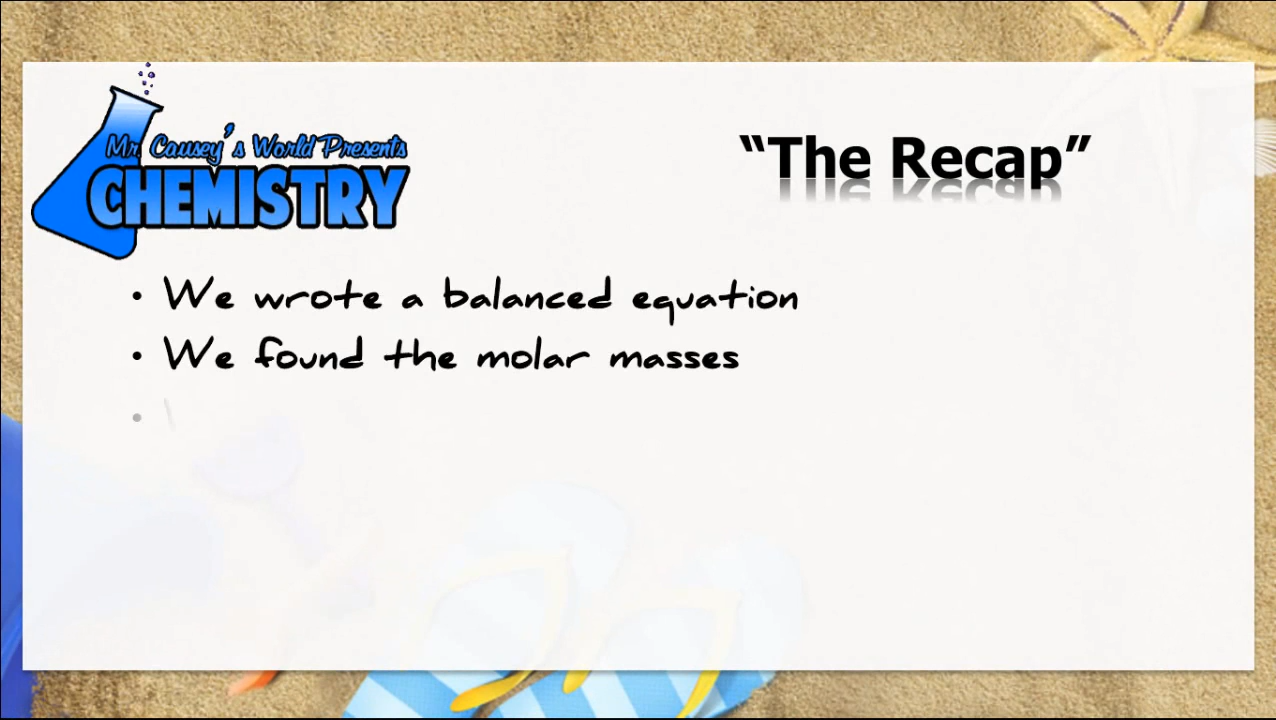 Mr. Causey's World Presents
CHEMISTRY
“The Recap”
• We wrote a balanced equation
• We found the molar masses
•